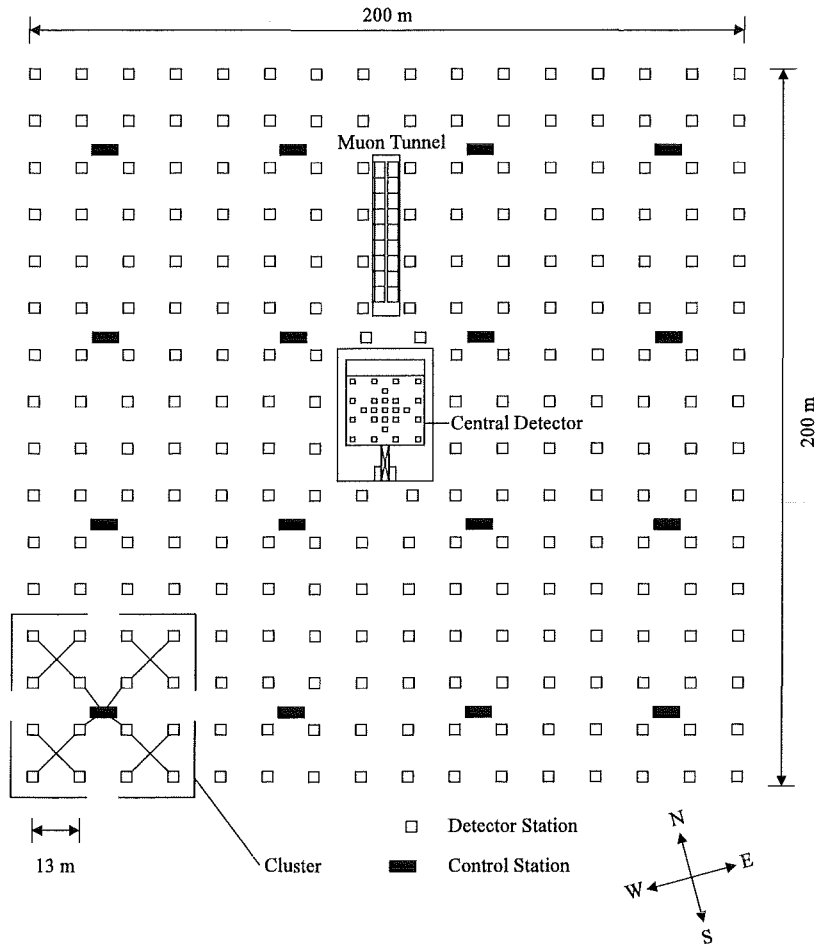 200 m
Muon Tunnel
Central Detector
200 m
Detector Station
13 m
Cluster
Control Station
N
E
W
S